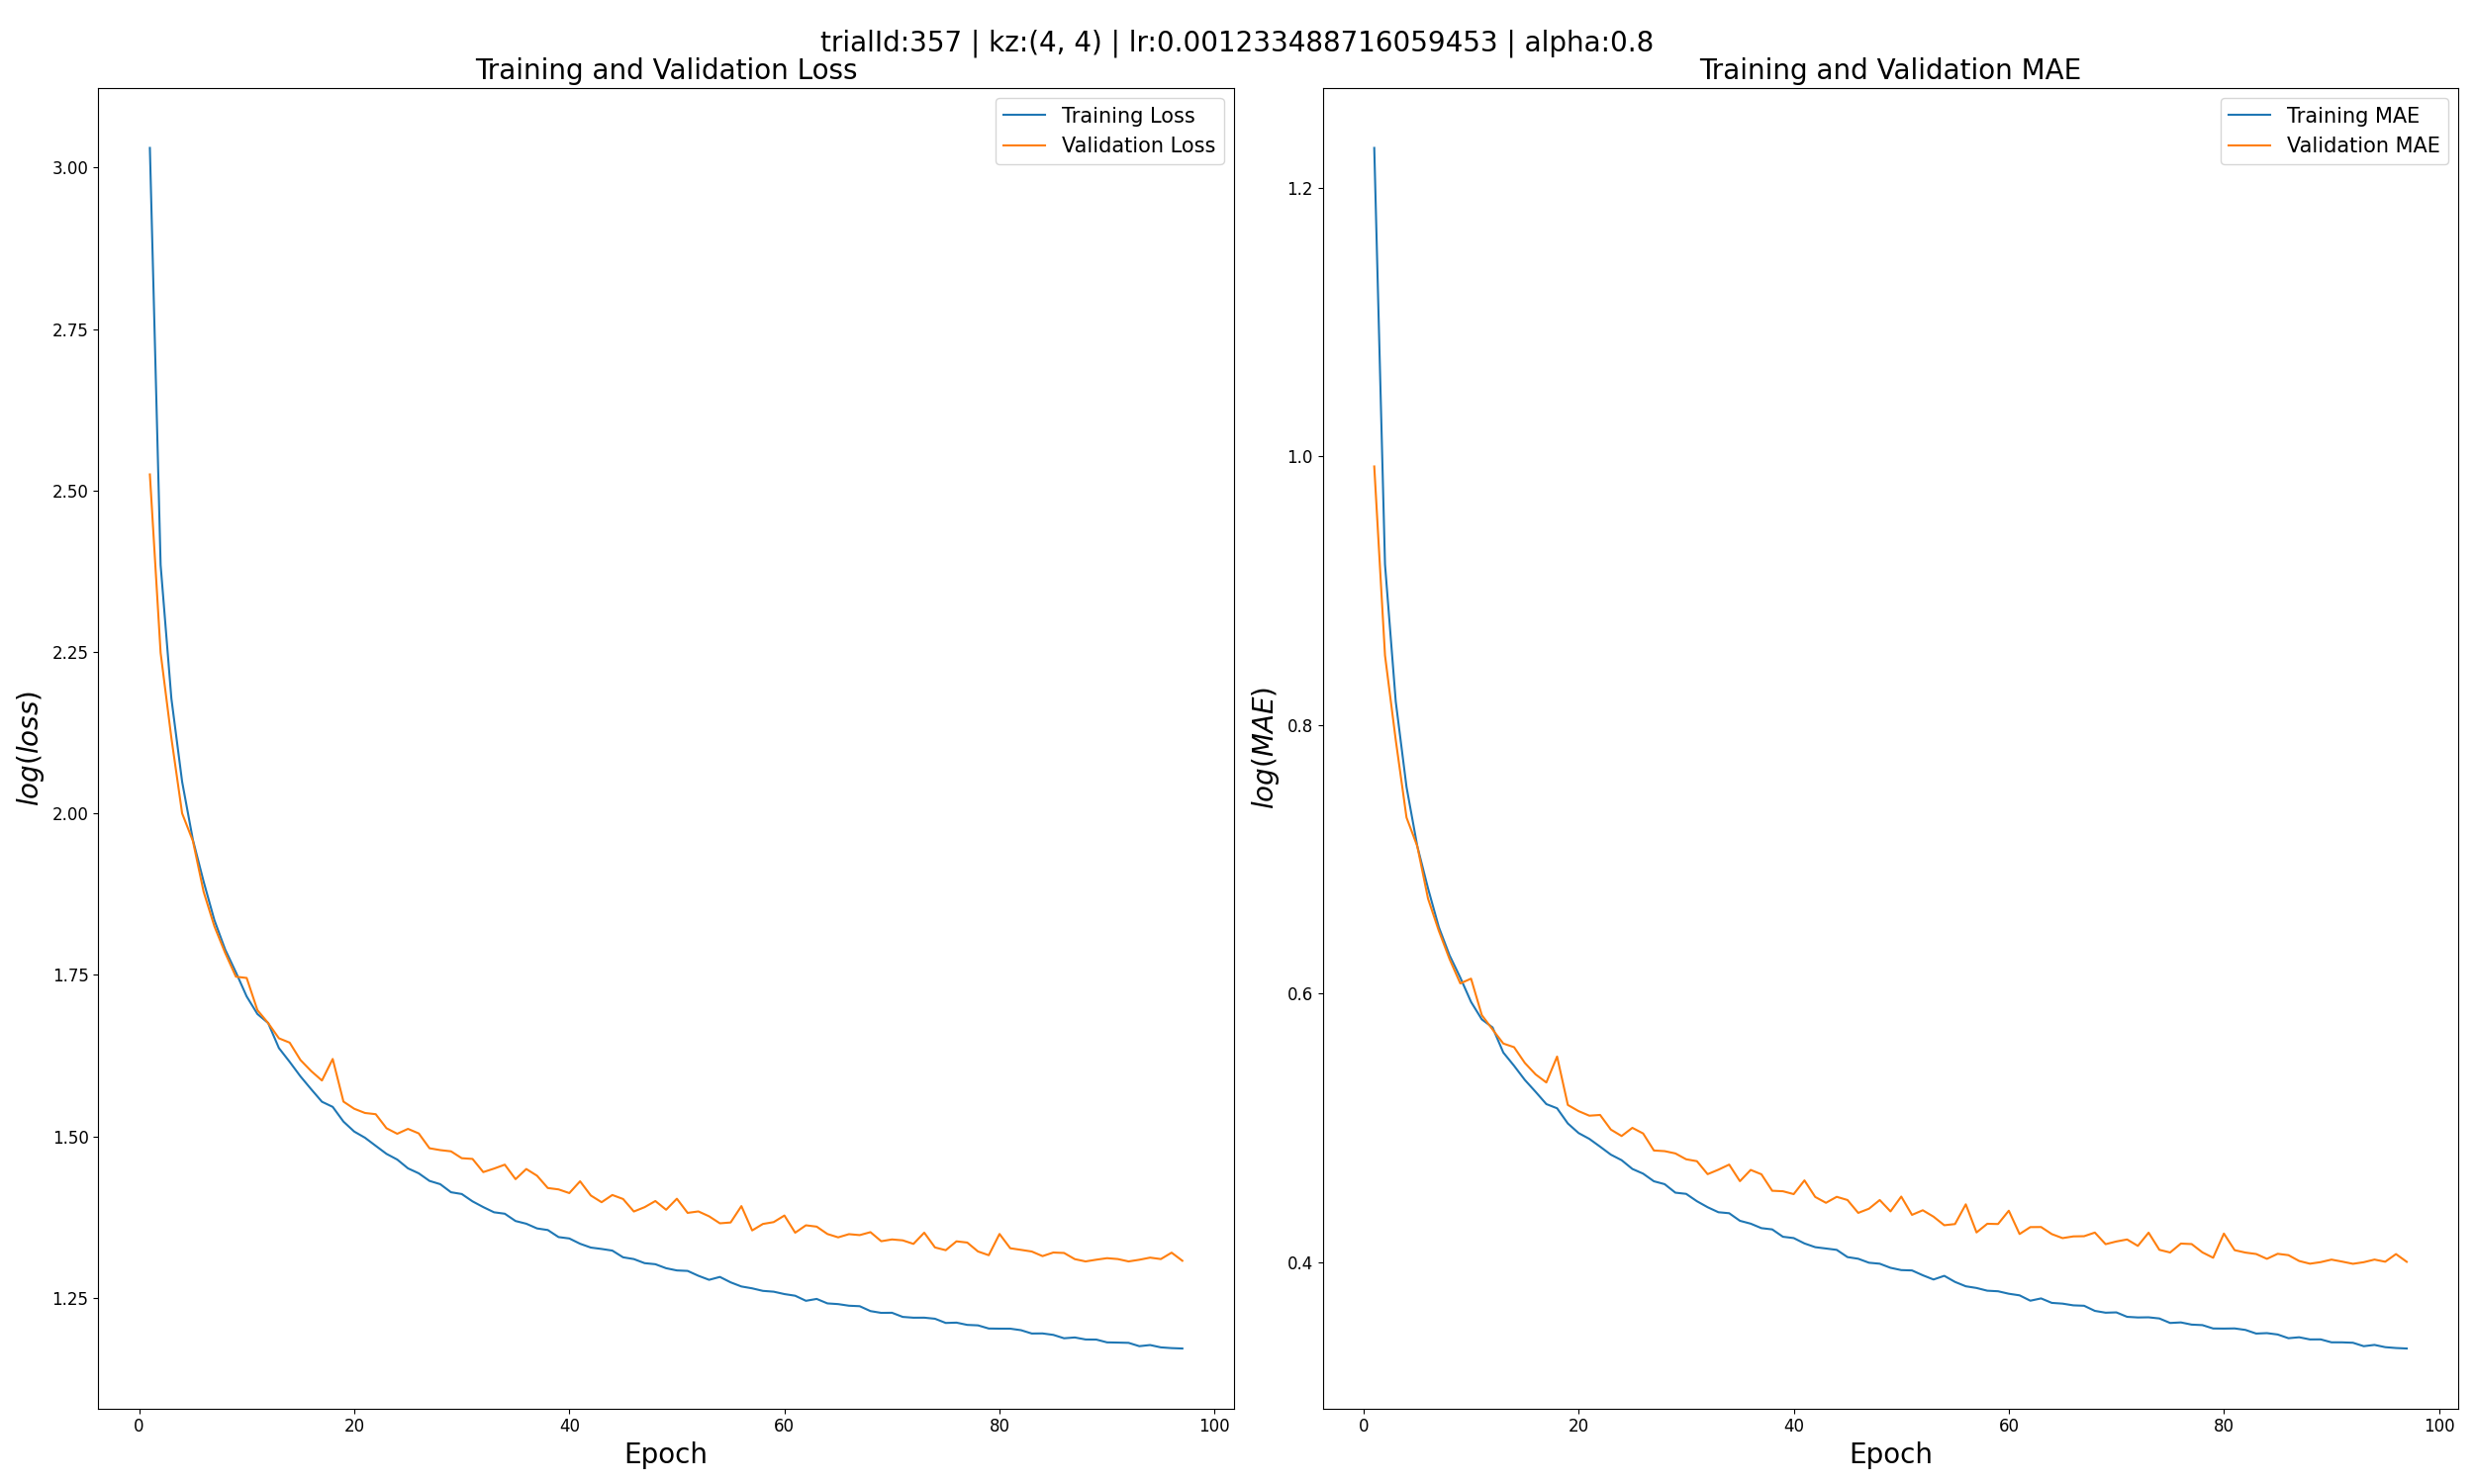 trialId:357 | kz:(4, 4) | lr:0.001233488716059453 | alpha:0.8
Training and Validation Loss
Training Loss
Validation Loss
3.00
2.75
2.50
2.25
2.00
1.75
1.50
1.25
log(loss)
0 20 40 60 80 100
Epoch
Training and Validation MAE
Training MAE
Validation MAE
1.2
1.0
0.8
0.6
0.4
log(MAE)
0 20 40 60 80 100
Epoch